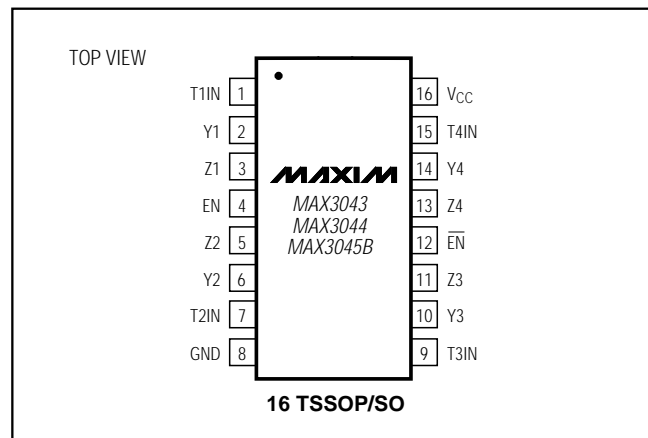 TOP VIEW
T1IN 1 16 VCC
Y1 2 15 T4IN
Z1 3 14 Y4
MAXIM
EN 4 MAX3043 13 Z4
MAX3044
Z2 5 MAX3045B 12 E̅N̅
Y2 6 11 Z3
T2IN 7 10 Y3
GND 8 9 T3IN
16 TSSOP/SO